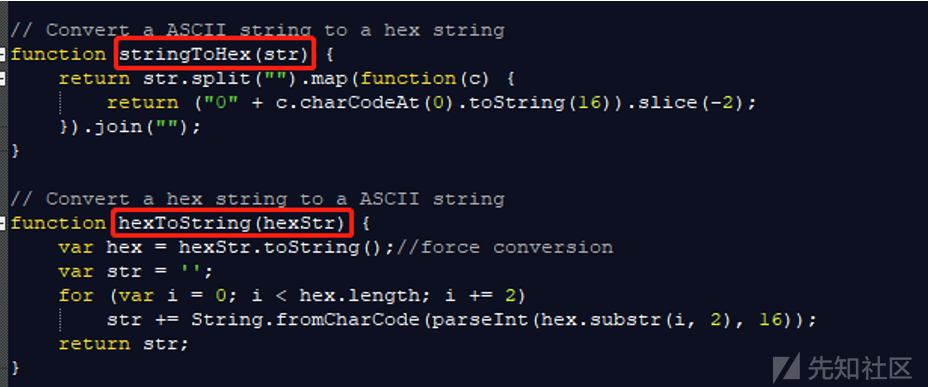 // Convert a ASCII string to a hex string
function stringToHex(str) {
    return str.split("").map(function(c) {
        return ("0" + c.charCodeAt(0).toString(16)).slice(-2);
    }).join("");
}

// Convert a hex string to a ASCII string
function hexToString(hexStr) {
    var hex = hexStr.toString();//force conversion
    var str = '';
    for (var i = 0; i < hex.length; i += 2)
        str += String.fromCharCode(parseInt(hex.substr(i, 2), 16));
    return str;
}
先知社区